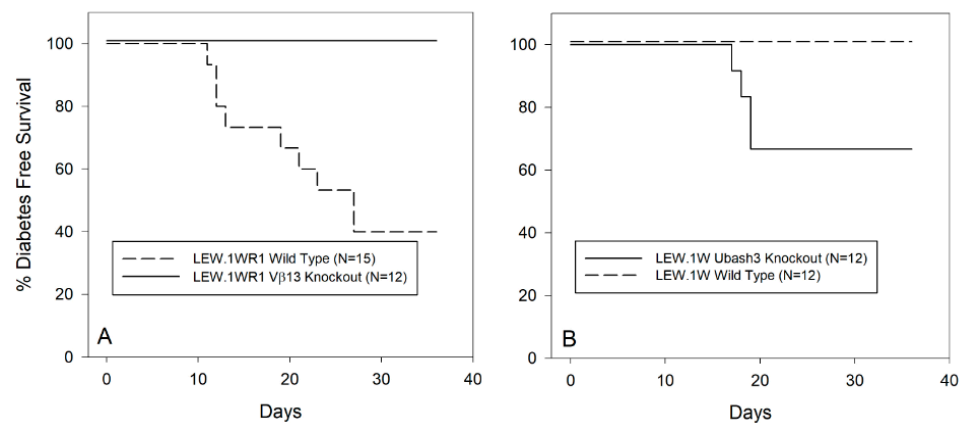 % Diabetes Free Survival
100
80
60
40
20
0
LEW.1WR1 Wild Type (N=15)
LEW.1WR1 Vβ13 Knockout (N=12)
A
0 10 20 30 40
Days
100
80
60
40
20
0
LEW.1W Ubash3 Knockout (N=12)
LEW.1W Wild Type (N=12)
B
0 10 20 30 40
Days